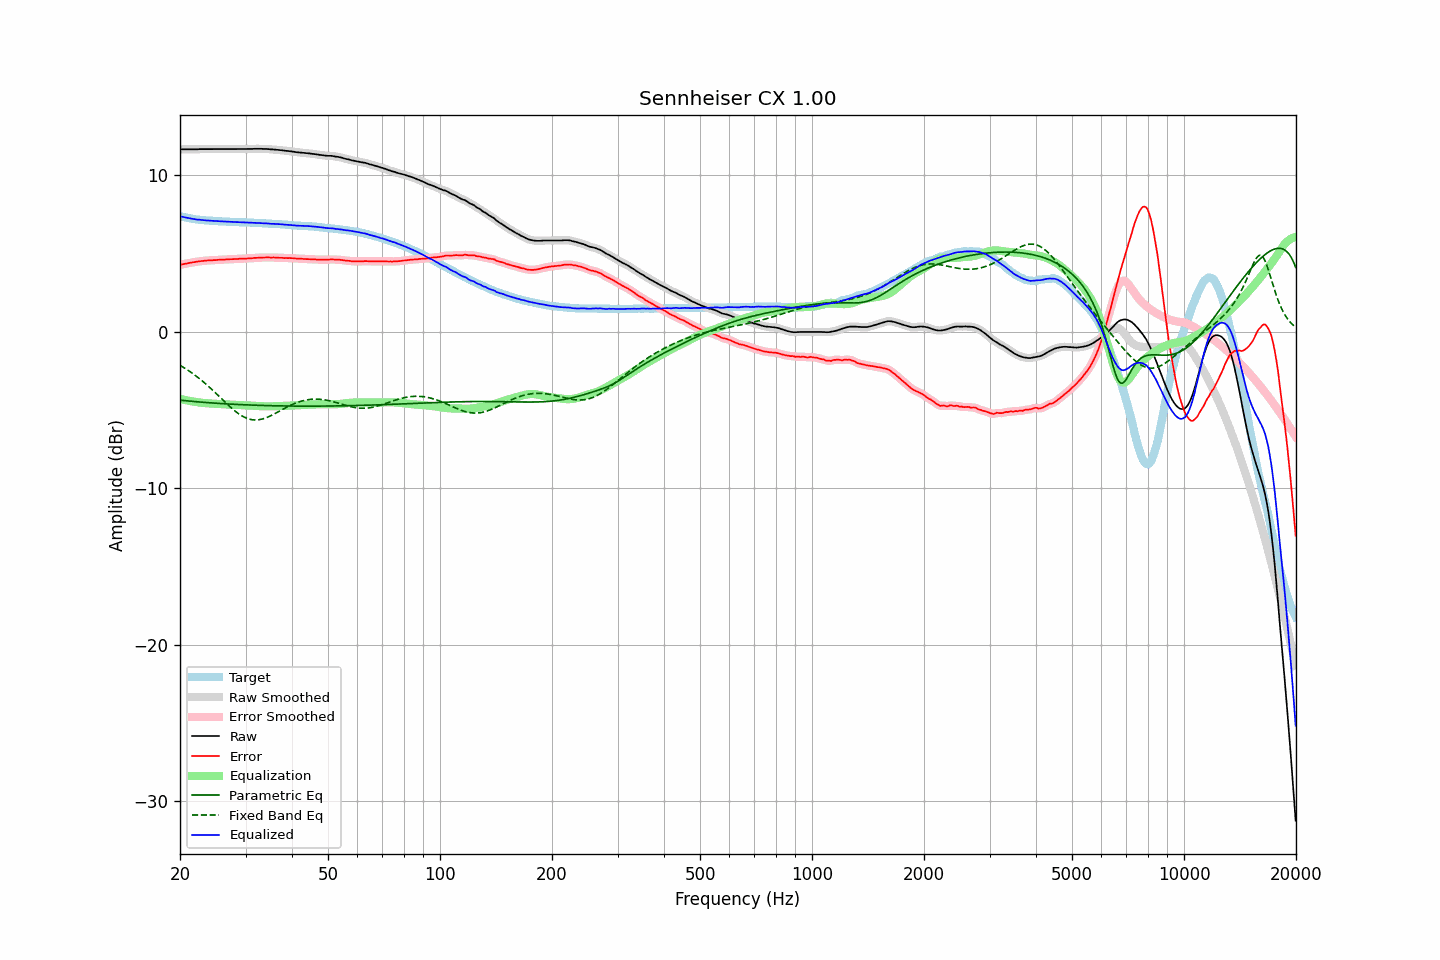 Sennheiser CX 1.00
10
0
−10
−20
−30
Amplitude (dBr)
Target
Raw Smoothed
Error Smoothed
Raw
Error
Equalization
Parametric Eq
Fixed Band Eq
Equalized
20 50 100 200 500 1000 2000 5000 10000 20000
Frequency (Hz)